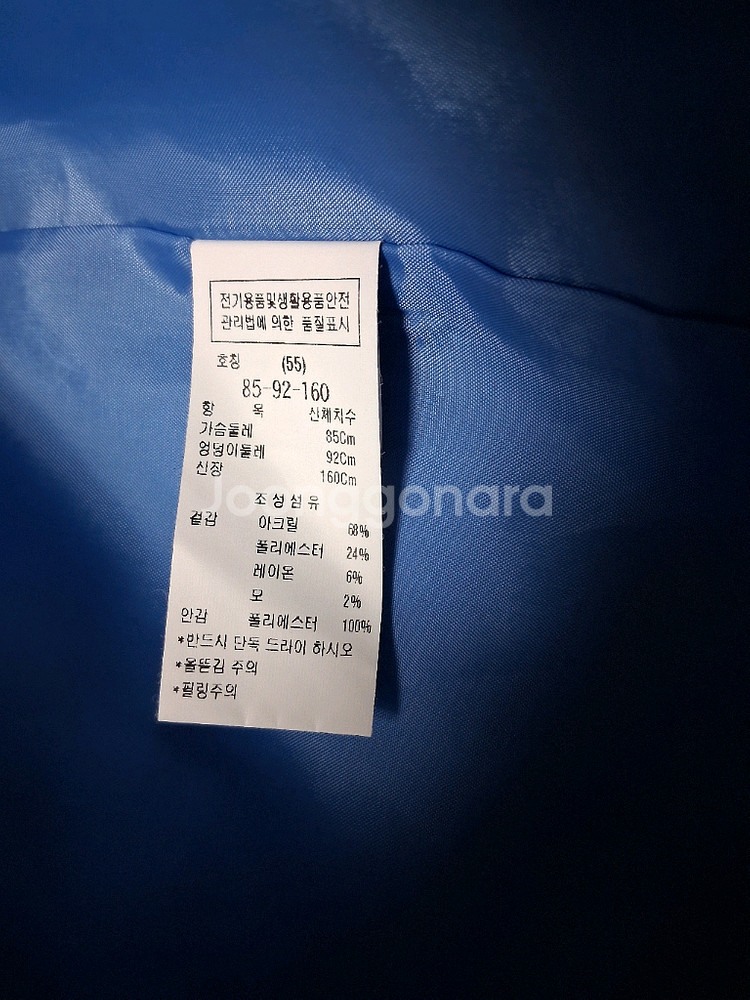 전기용품및생활용품안전
관리법에 의한 품질표시
호칭 (55)
85-92-160
항 목 신체치수
가슴둘레 85Cm
엉덩이둘레 92Cm
신장 160Cm
Joonggonara
조성섬유
겉감 아크릴 68%
폴리에스터 24%
레이온 6%
모 2%
안감 폴리에스터 100%
*반드시 단독 드라이 하시오
*올뜯김 주의
*필링주의